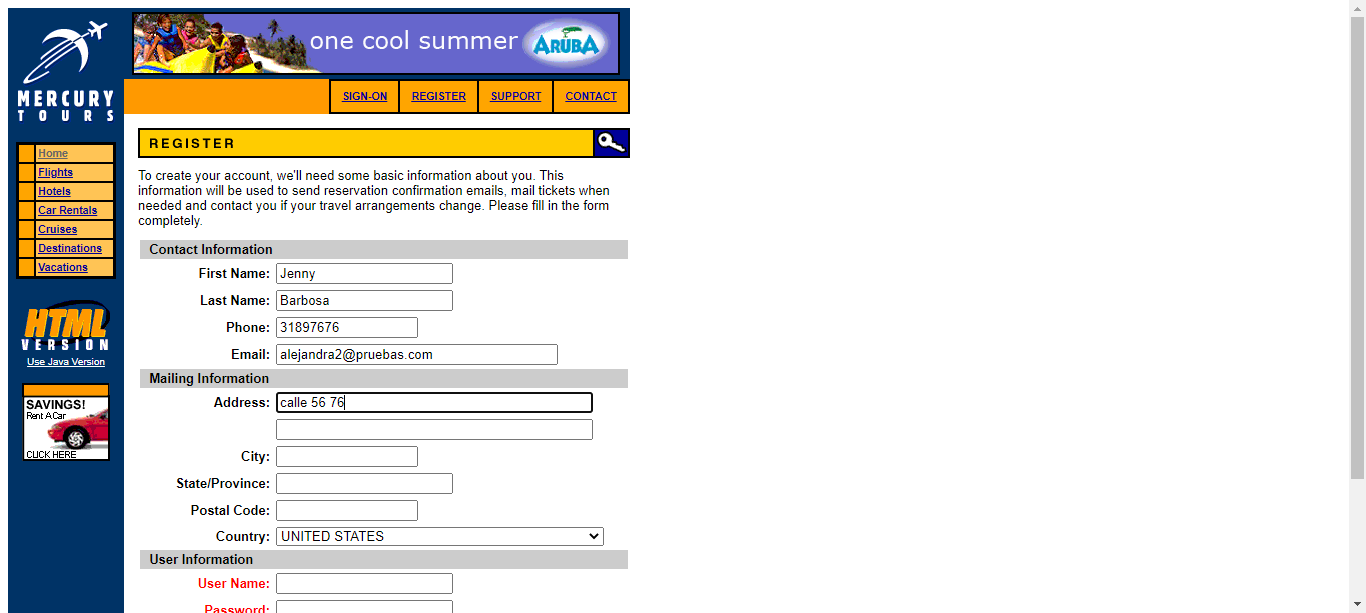 one cool summer ARUBA
MERCURY
TOURS
SIGN-ON REGISTER SUPPORT CONTACT
Home
Flights
Hotels
Car Rentals
Cruises
Destinations
Vacations
HTML
VERSION
Use Java Version
SAVINGS!
Rent A Car
CLICK HERE
REGISTER
To create your account, we'll need some basic information about you. This
information will be used to send reservation confirmation emails, mail tickets when
needed and contact you if your travel arrangements change. Please fill in the form
completely.
Contact Information
First Name: Jenny
Last Name: Barbosa
Phone: 31897676
Email: alejandra2@pruebas.com
Mailing Information
Address: calle 56 76
City:
State/Province:
Postal Code:
Country: UNITED STATES
User Information
User Name:
Password: